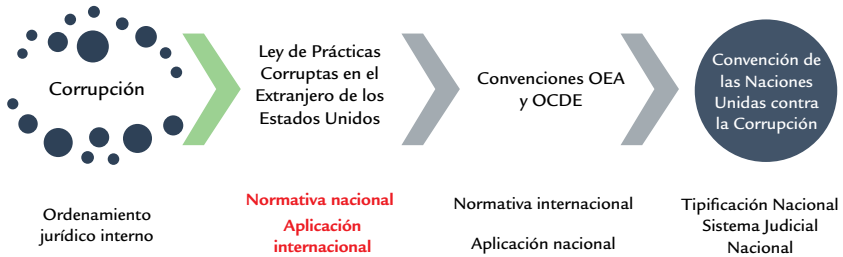 Corrupción
Ley de Prácticas
Corruptas en el
Extranjero de los
Estados Unidos
Convenciones OEA
y OCDE
Convención de
las Naciones
Unidas contra
la Corrupción
Ordenamiento
jurídico interno
Normativa nacional
Aplicación
internacional
Normativa internacional
Aplicación nacional
Tipificación Nacional
Sistema Judicial
Nacional